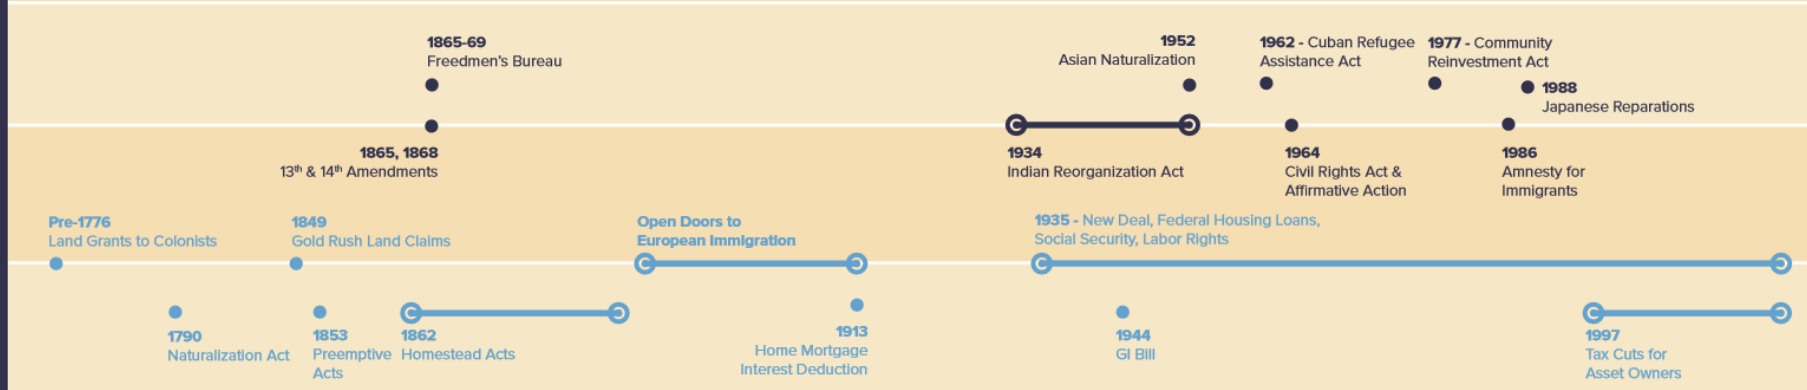 1865-69
Freedmen's Bureau
1952
Asian Naturalization
1962 - Cuban Refugee
Assistance Act
1977 - Community
Reinvestment Act
1988
Japanese Reparations
1865, 1868
13th & 14th Amendments
1934
Indian Reorganization Act
1964
Civil Rights Act &
Affirmative Action
1986
Amnesty for
Immigrants
Pre-1776
Land Grants to Colonists
1849
Gold Rush Land Claims
Open Doors to
European Immigration
1935 - New Deal, Federal Housing Loans,
Social Security, Labor Rights
1790
Naturalization Act
1853
Preemptive
Acts
1862
Homestead Acts
1913
Home Mortgage
Interest Deduction
1944
GI Bill
1997
Tax Cuts for
Asset Owners